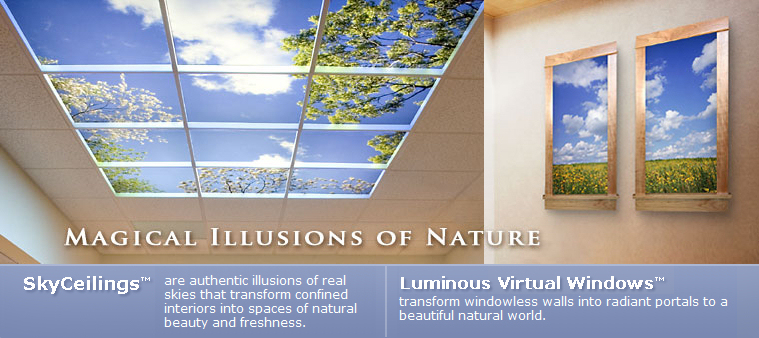 Magical Illusions of Nature
SkyCeilings™
are authentic illusions of real
skies that transform confined
interiors into spaces of natural
beauty and freshness.
Luminous Virtual Windows™
transform windowless walls into radiant portals to a
beautiful natural world.